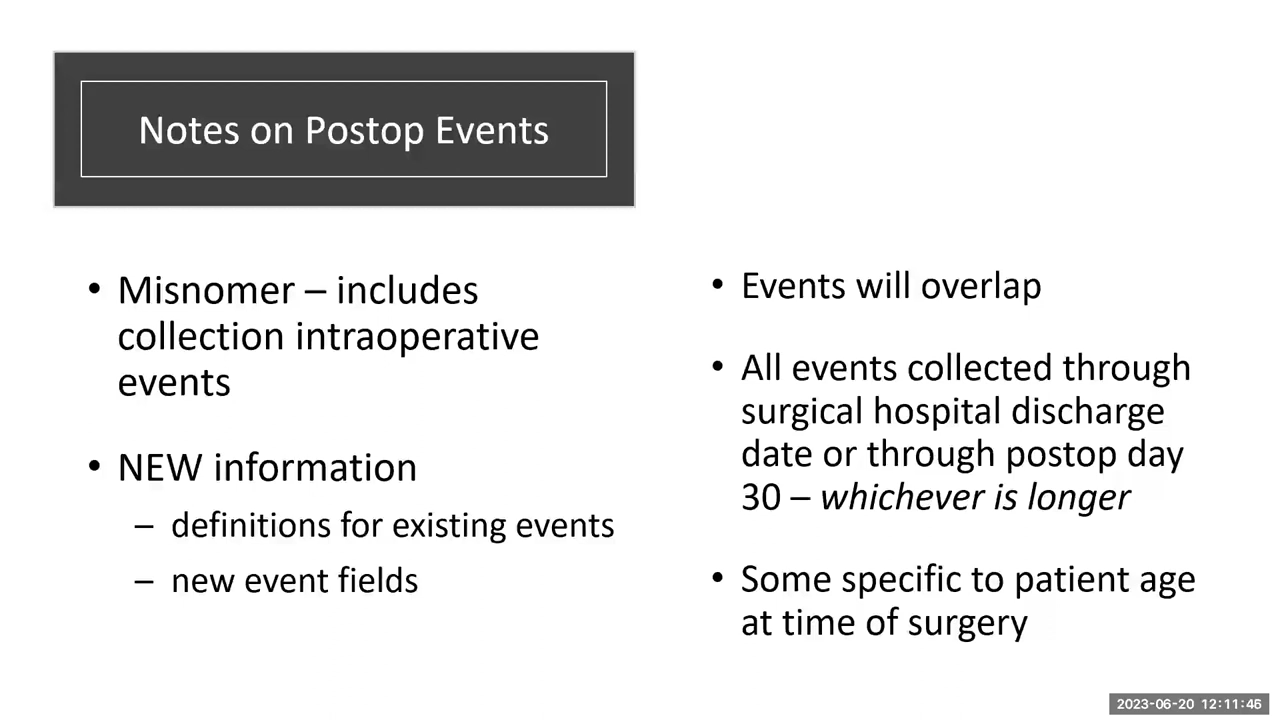 Notes on Postop Events
• Misnomer – includes
collection intraoperative
events
• NEW information
– definitions for existing events
– new event fields
• Events will overlap
• All events collected through
surgical hospital discharge
date or through postop day
30 – whichever is longer
• Some specific to patient age
at time of surgery
2023-06-20 12:11:46